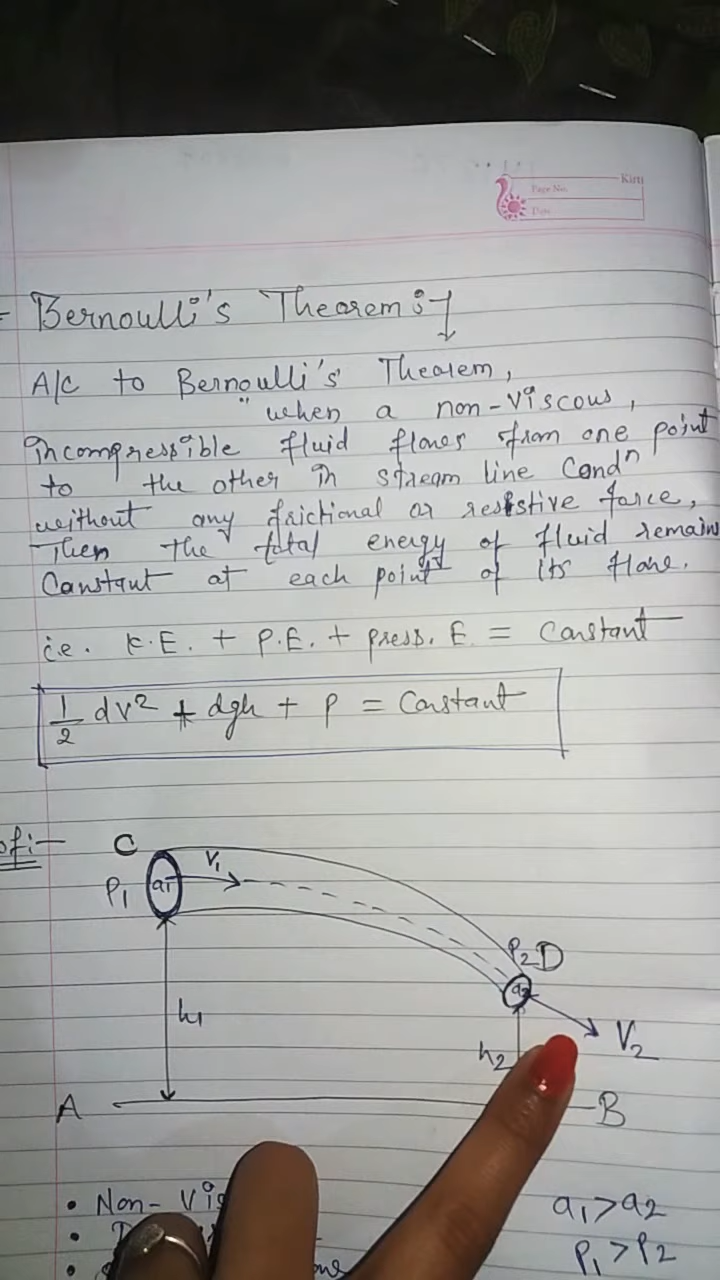 Kirti
Page No.
Date
Bernoulli's Theorem :-
A/c to Bernoulli's Theorem,
"when a non-viscous,
incompressible fluid flows from one point
to the other in stream line Condn
without any frictional or resistive force,
Then the total energy of fluid remain
Constant at each point of its flow.
i.e. K.E. + P.E. + press. E. = Constant
1/2 dv² + dgh + P = Constant
of:-
C
V1
P1
a1
P2 D
a2
h1
V2
h2
A
B
• Non-Vis
a1>a2
P1>P2